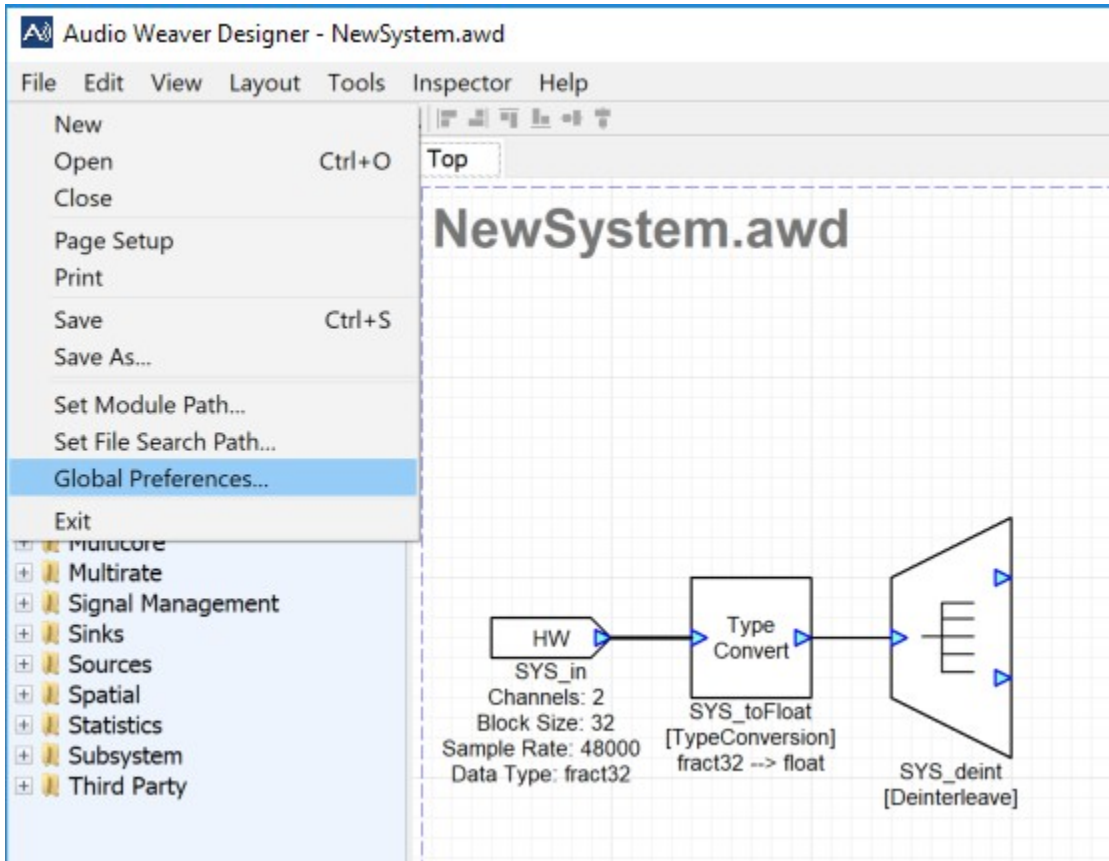 Audio Weaver Designer - NewSystem.awd
File Edit View Layout Tools Inspector Help
New
Open Ctrl+O
Close
Page Setup
Print
Save Ctrl+S
Save As...
Set Module Path...
Set File Search Path...
Global Preferences...
Exit
Multicore
Multirate
Signal Management
Sinks
Sources
Spatial
Statistics
Subsystem
Third Party
Top
NewSystem.awd
HW
SYS_in
Channels: 2
Block Size: 32
Sample Rate: 48000
Data Type: fract32
Type
Convert
SYS_toFloat
[TypeConversion]
fract32 --> float
SYS_deint
[Deinterleave]